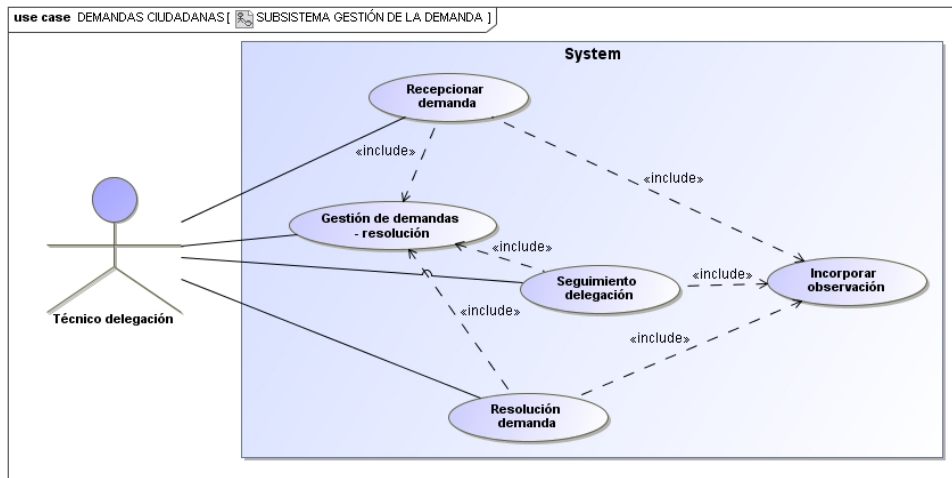 use case DEMANDAS CIUDADANAS [ SUBSISTEMA GESTIÓN DE LA DEMANDA ]
System
Recepcionar
demanda
«include»
«include»
Gestión de demandas
- resolución
«include»
«include»
Seguimiento
delegación
Incorporar
observación
Técnico delegación
«include»
«include»
Resolución
demanda